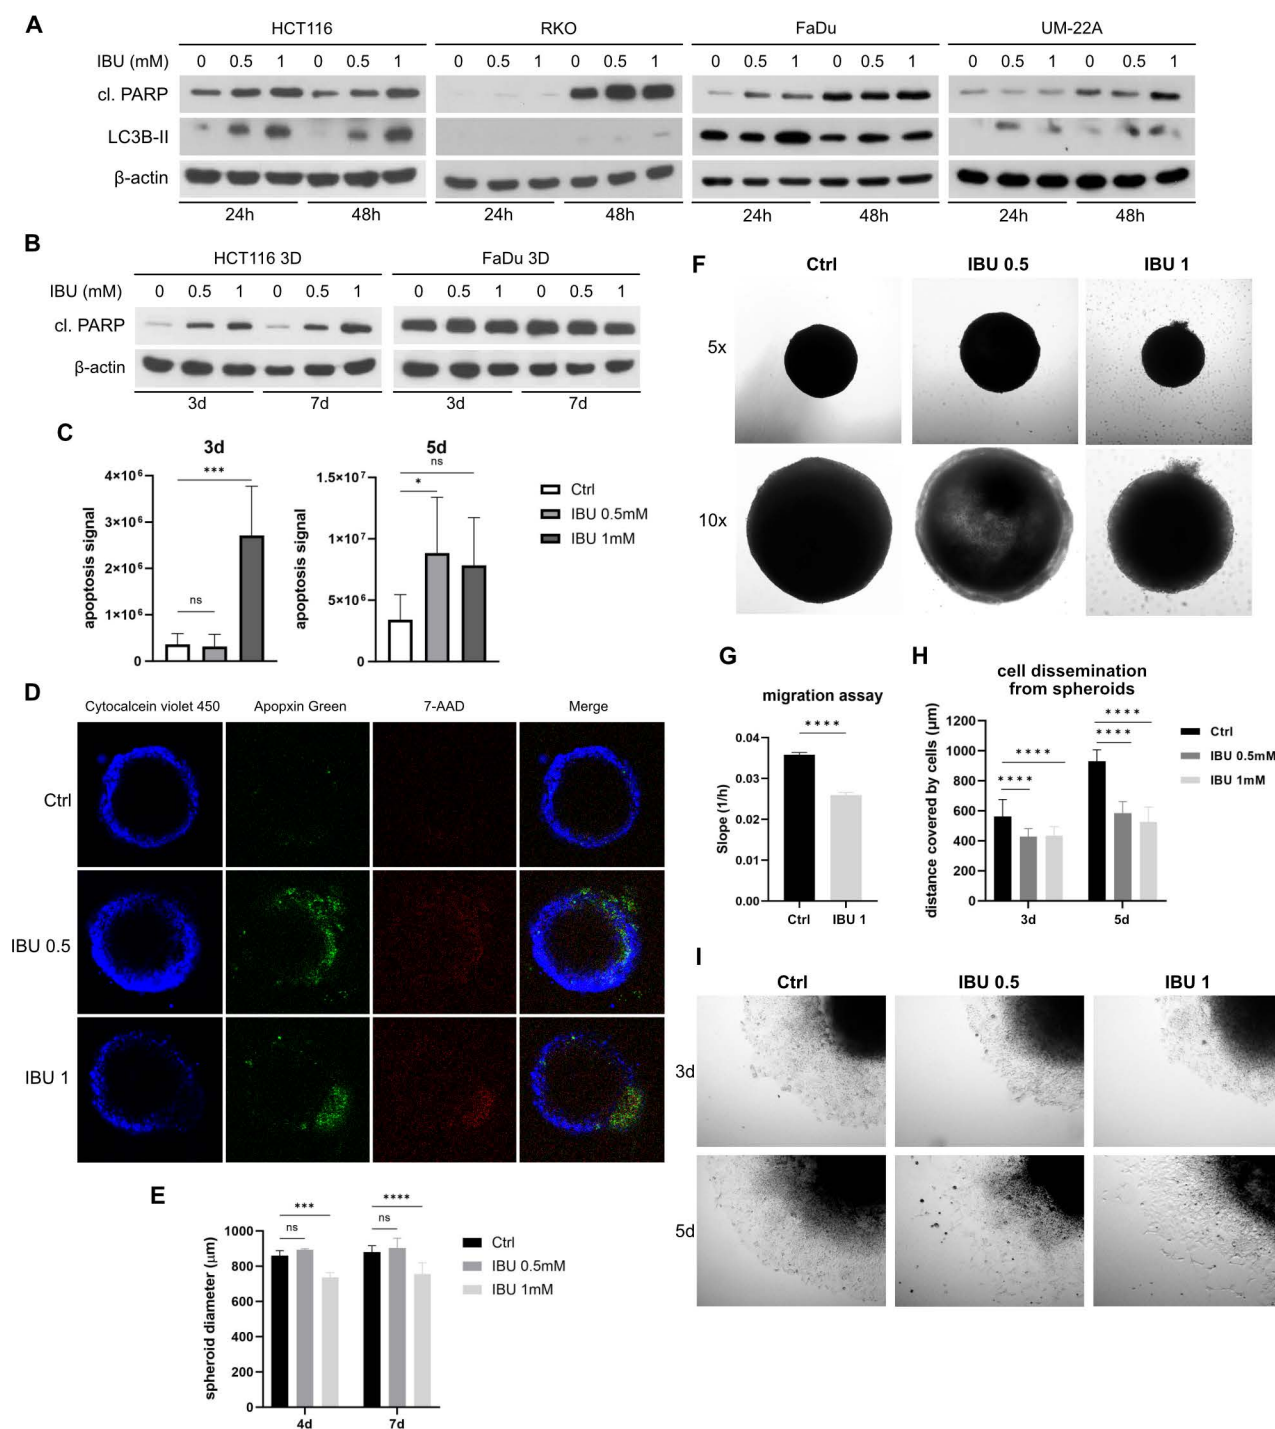 A
HCT116 RKO FaDu UM-22A
IBU (mM) 0 0.5 1 0 0.5 1 0 0.5 1 0 0.5 1 0 0.5 1 0 0.5 1 0 0.5 1 0 0.5 1
cl. PARP
LC3B-II
β-actin
24h 48h 24h 48h 24h 48h 24h 48h
B
HCT116 3D FaDu 3D
IBU (mM) 0 0.5 1 0 0.5 1 0 0.5 1 0 0.5 1
cl. PARP
β-actin
3d 7d 3d 7d
C
3d
apoptosis signal
4×10⁶
3×10⁶
2×10⁶
1×10⁶
0
***
ns
5d
apoptosis signal
1.5×10⁷
1×10⁷
5×10⁶
0
ns
*
Ctrl
IBU 0.5mM
IBU 1mM
D
Cytocalcein violet 450 Apopxin Green 7-AAD Merge
Ctrl
IBU 0.5
IBU 1
E
spheroid diameter (μm)
1000
800
600
400
200
0
***
ns
****
ns
4d 7d
Ctrl
IBU 0.5mM
IBU 1mM
F
Ctrl IBU 0.5 IBU 1
5x
10x
G
migration assay
Slope (1/h)
0.04
0.03
0.02
0.01
0.00
****
Ctrl IBU 1
H
cell dissemination
from spheroids
distance covered by cells (μm)
1200
1000
800
600
400
200
0
****
****
****
****
3d 5d
Ctrl
IBU 0.5mM
IBU 1mM
I
Ctrl IBU 0.5 IBU 1
3d
5d